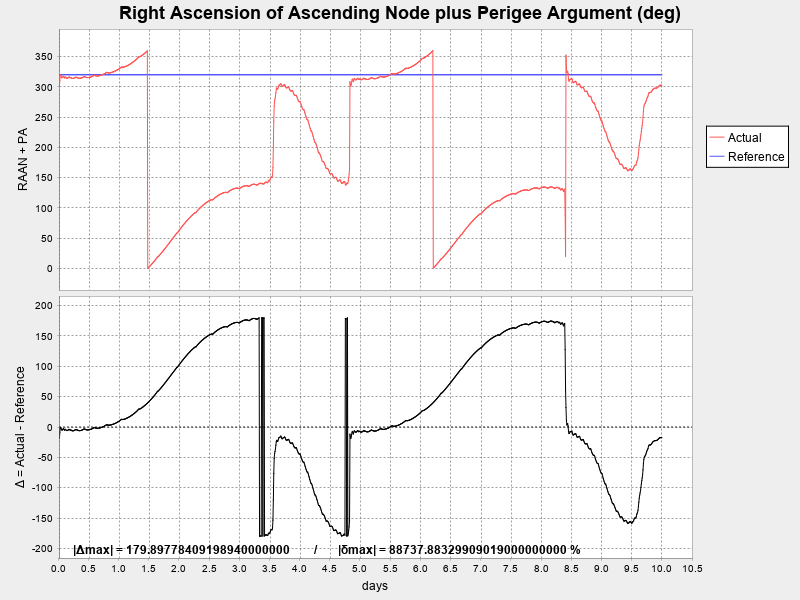 Right Ascension of Ascending Node plus Perigee Argument (deg)
350
300
250
200
150
100
50
0
RAAN + PA
Actual
Reference
200
150
100
50
0
-50
-100
-150
-200
Δ = Actual - Reference
|Δmax| = 179.89778409198940000000 / |δmax| = 88737.88329909019000000000 %
0.0 0.5 1.0 1.5 2.0 2.5 3.0 3.5 4.0 4.5 5.0 5.5 6.0 6.5 7.0 7.5 8.0 8.5 9.0 9.5 10.0 10.5
days